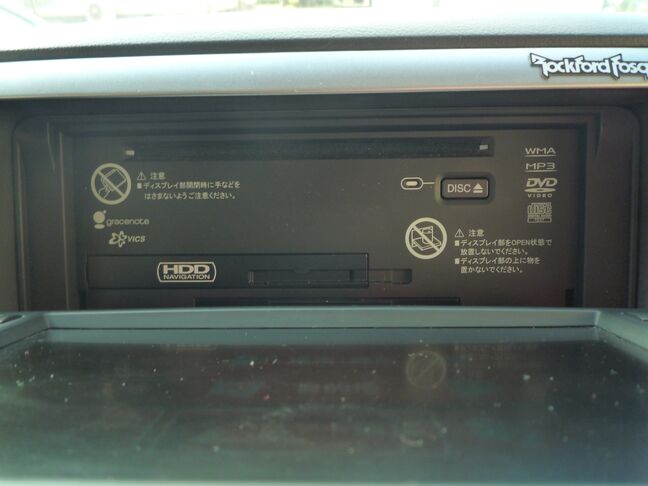 Rockford Fosg
注意
■ディスプレイ部開閉時に手などを
はさまないようご注意ください。
gracenote
VICS
HDD
NAVIGATION
DISC
WMA
MP3
DVD
VIDEO
disc
注意
■ディスプレイ部をOPEN状態で
放置しないでください。
■ディスプレイ部の上に物を
置かないでください。